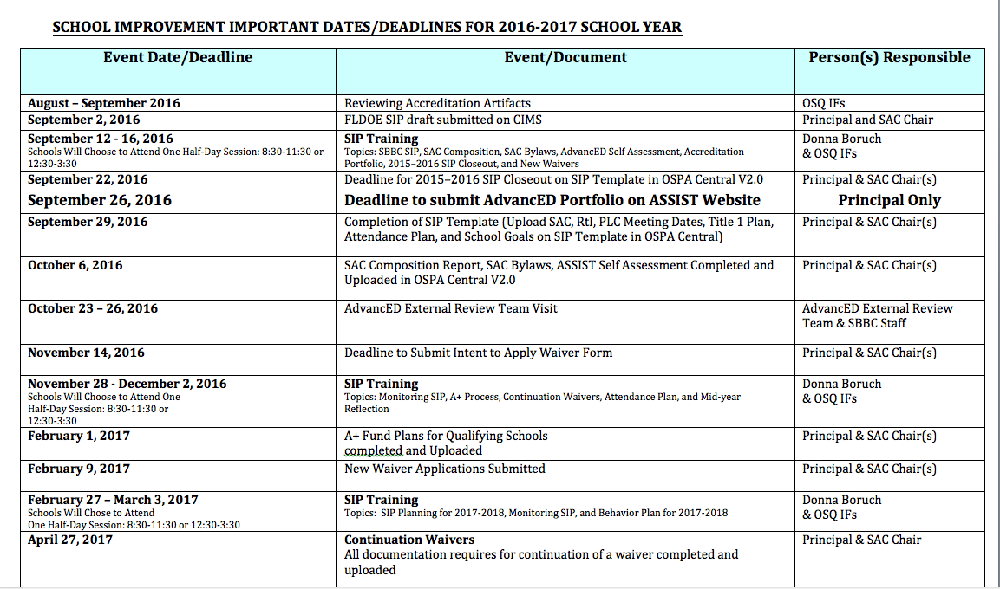 SCHOOL IMPROVEMENT IMPORTANT DATES/DEADLINES FOR 2016-2017 SCHOOL YEAR
Event Date/Deadline
Event/Document
Person(s) Responsible
August – September 2016
Reviewing Accreditation Artifacts
OSQ IFs
September 2, 2016
FLDOE SIP draft submitted on CIMS
Principal and SAC Chair
September 12 - 16, 2016
Schools Will Choose to Attend One Half-Day Session: 8:30-11:30 or
12:30-3:30
SIP Training
Topics: SBBC SIP, SAC Composition, SAC Bylaws, AdvancED Self Assessment, Accreditation
Portfolio, 2015–2016 SIP Closeout, and New Waivers
Donna Boruch
& OSQ IFs
September 22, 2016
Deadline for 2015–2016 SIP Closeout on SIP Template in OSPA Central V2.0
Principal & SAC Chair(s)
September 26, 2016
Deadline to submit AdvancED Portfolio on ASSIST Website
Principal Only
September 29, 2016
Completion of SIP Template (Upload SAC, RtI, PLC Meeting Dates, Title 1 Plan,
Attendance Plan, and School Goals on SIP Template in OSPA Central)
Principal & SAC Chair(s)
October 6, 2016
SAC Composition Report, SAC Bylaws, ASSIST Self Assessment Completed and
Uploaded in OSPA Central V2.0
Principal & SAC Chair(s)
October 23 – 26, 2016
AdvancED External Review Team Visit
AdvancED External Review
Team & SBBC Staff
November 14, 2016
Deadline to Submit Intent to Apply Waiver Form
Principal & SAC Chair(s)
November 28 - December 2, 2016
Schools Will Choose to Attend One
Half-Day Session: 8:30-11:30 or
12:30-3:30
SIP Training
Topics: Monitoring SIP, A+ Process, Continuation Waivers, Attendance Plan, and Mid-year
Reflection
Donna Boruch
& OSQ IFs
February 1, 2017
A+ Fund Plans for Qualifying Schools
completed and Uploaded
Principal & SAC Chair(s)
February 9, 2017
New Waiver Applications Submitted
Principal & SAC Chair(s)
February 27 – March 3, 2017
Schools Will Chose to Attend
One Half-Day Session: 8:30-11:30 or 12:30-3:30
SIP Training
Topics: SIP Planning for 2017-2018, Monitoring SIP, and Behavior Plan for 2017-2018
Donna Boruch
& OSQ IFs
April 27, 2017
Continuation Waivers
All documentation requires for continuation of a waiver completed and
uploaded
Principal & SAC Chair